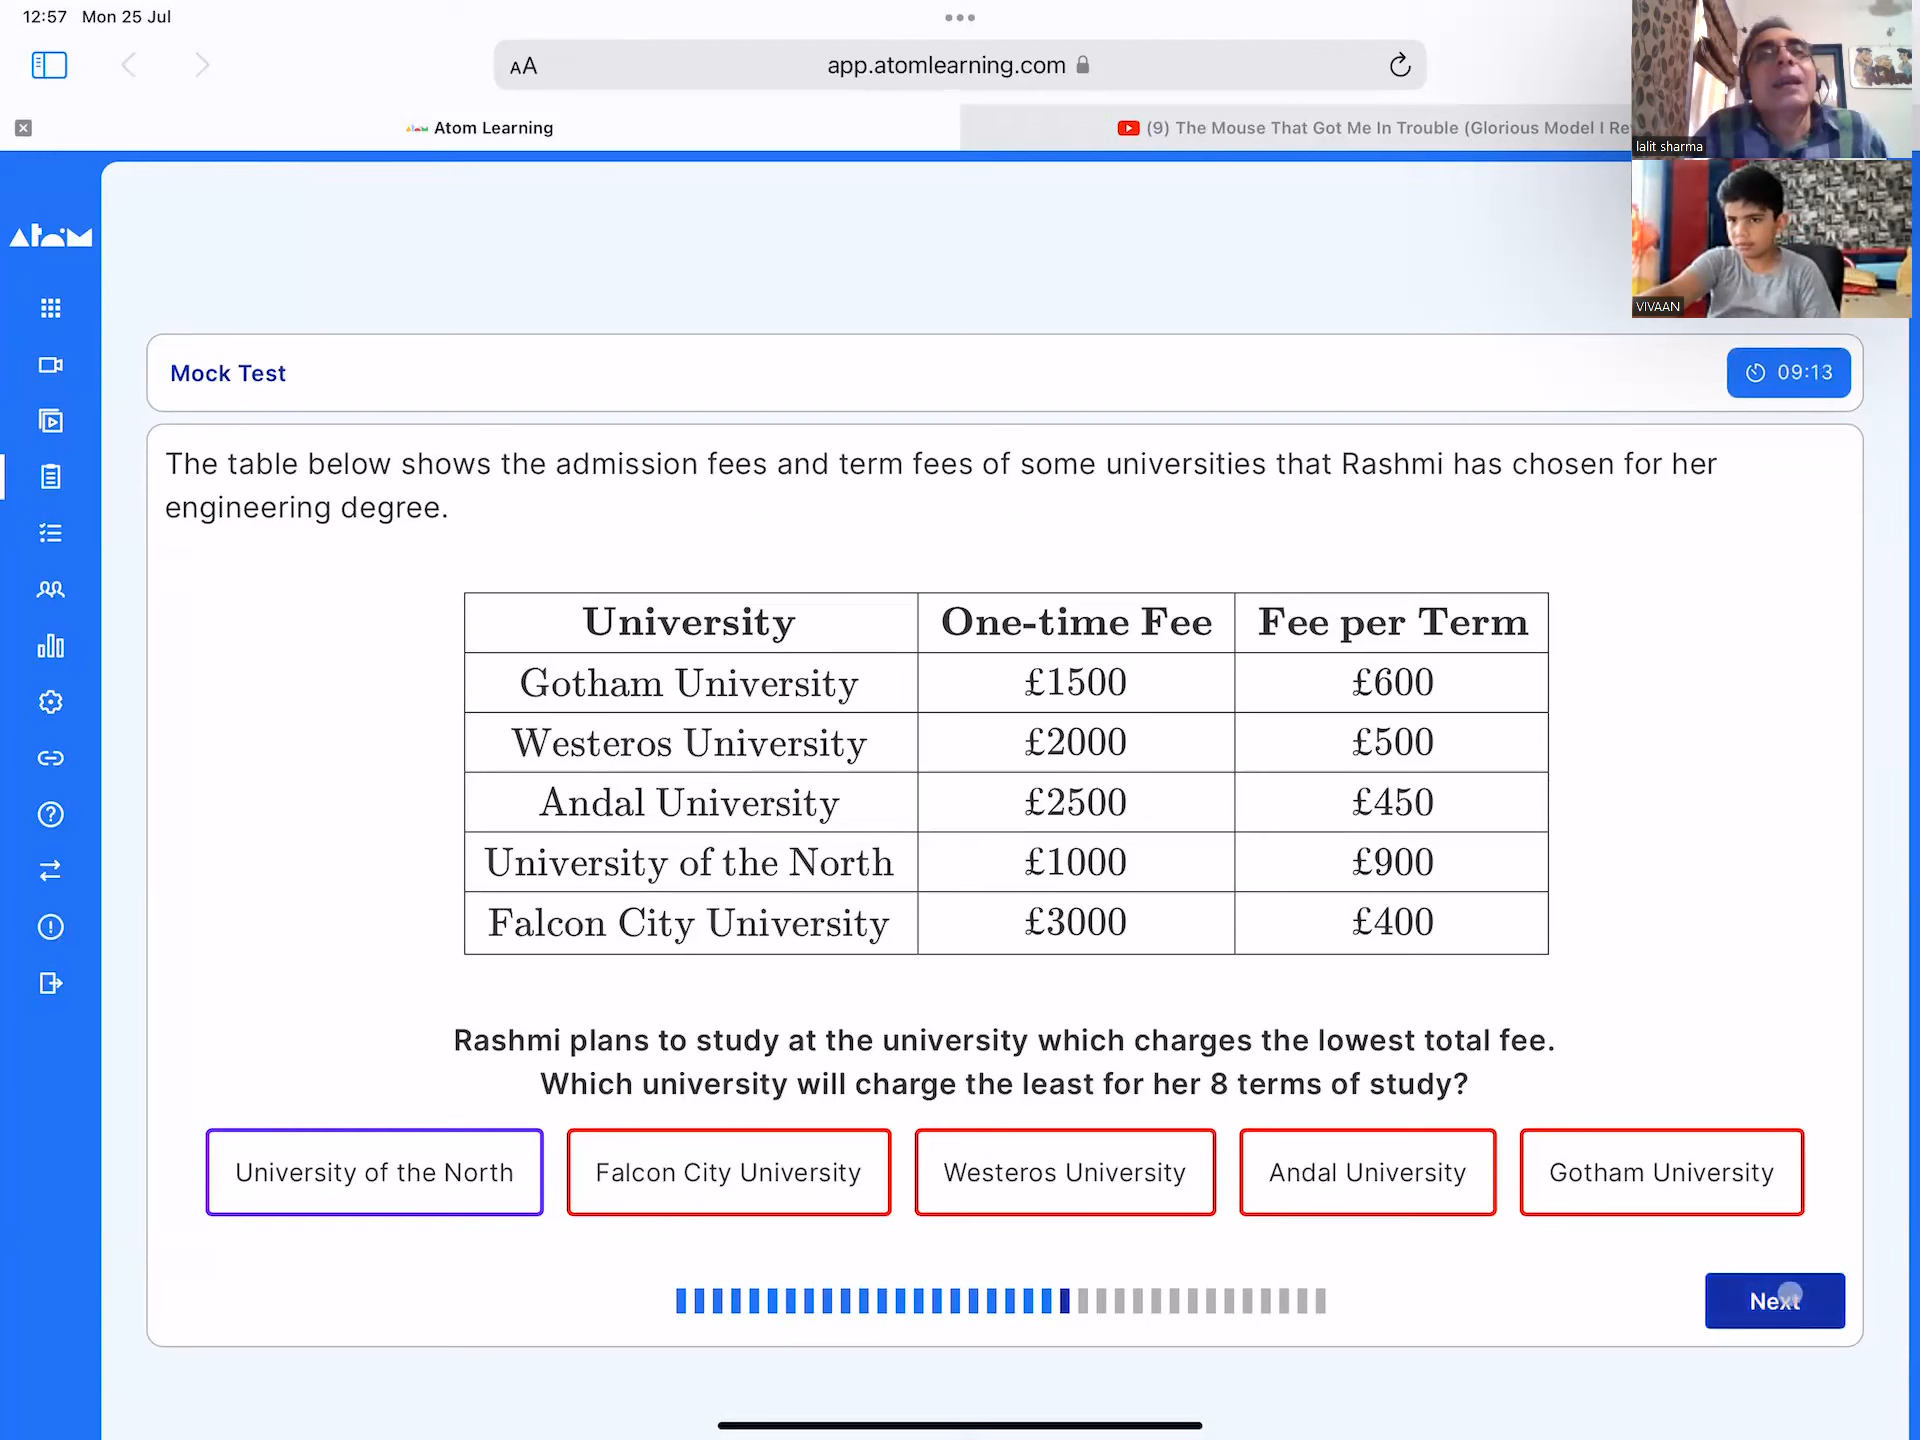 12:57 Mon 25 Jul
AA
app.atomlearning.com
Atom Learning
(9) The Mouse That Got Me In Trouble (Glorious Model I Re
lalit sharma
VIVAAN
Atom
Mock Test
09:13
The table below shows the admission fees and term fees of some universities that Rashmi has chosen for her
engineering degree.
University One-time Fee Fee per Term
Gotham University £1500 £600
Westeros University £2000 £500
Andal University £2500 £450
University of the North £1000 £900
Falcon City University £3000 £400
Rashmi plans to study at the university which charges the lowest total fee.
Which university will charge the least for her 8 terms of study?
University of the North Falcon City University Westeros University Andal University Gotham University
Next